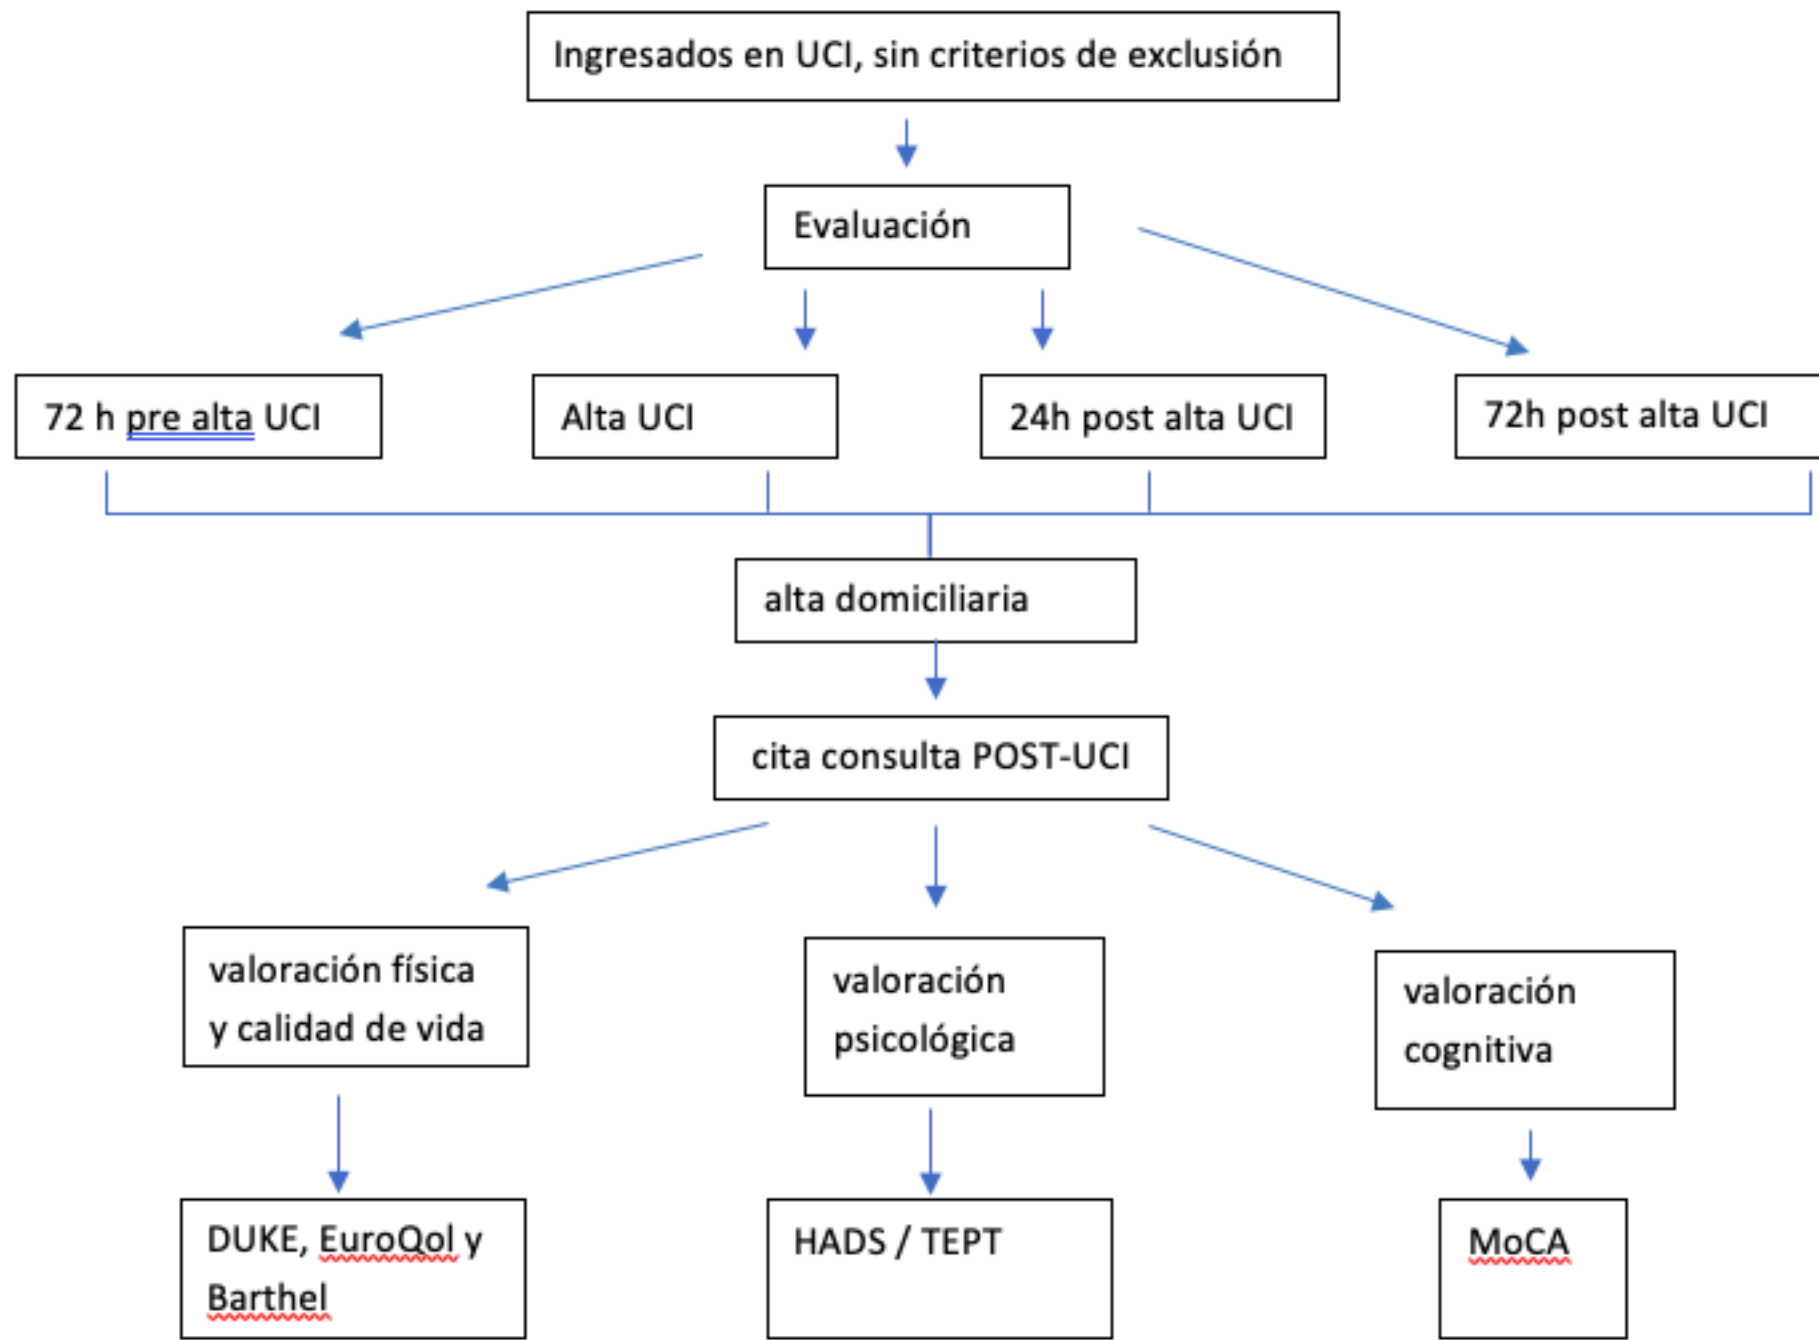 Ingresados en UCI, sin criterios de exclusión
Evaluación
72 h pre alta UCI
Alta UCI
24h post alta UCI
72h post alta UCI
alta domiciliaria
cita consulta POST-UCI
valoración física
y calidad de vida
valoración
psicológica
valoración
cognitiva
DUKE, EuroQol y
Barthel
HADS / TEPT
MoCA